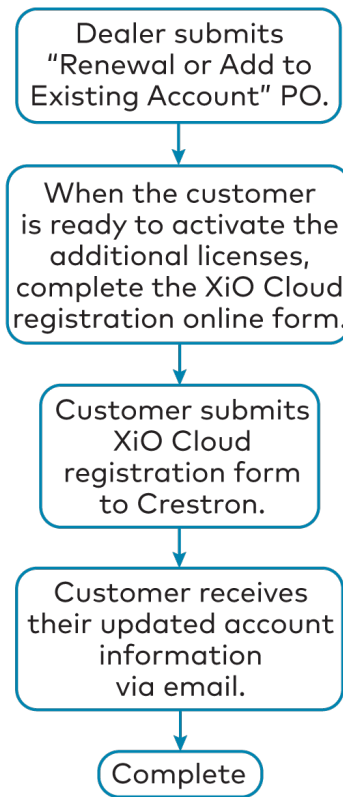 Dealer submits
“Renewal or Add to
Existing Account” PO.
When the customer
is ready to activate the
additional licenses,
complete the XiO Cloud
registration online form.
Customer submits
XiO Cloud
registration form
to Crestron.
Customer receives
their updated account
information
via email.
Complete